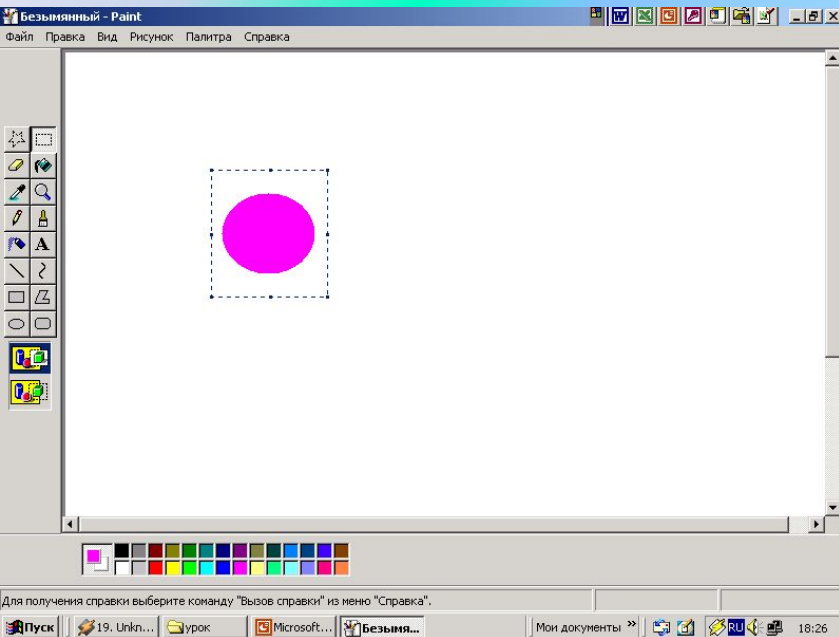 Безымянный - Paint
Файл Правка Вид Рисунок Палитра Справка
A
Для получения справки выберите команду "Вызов справки" из меню "Справка".
Пуск 19. Unkn... урок Microsoft... Безымя... Мои документы » RU 18:26